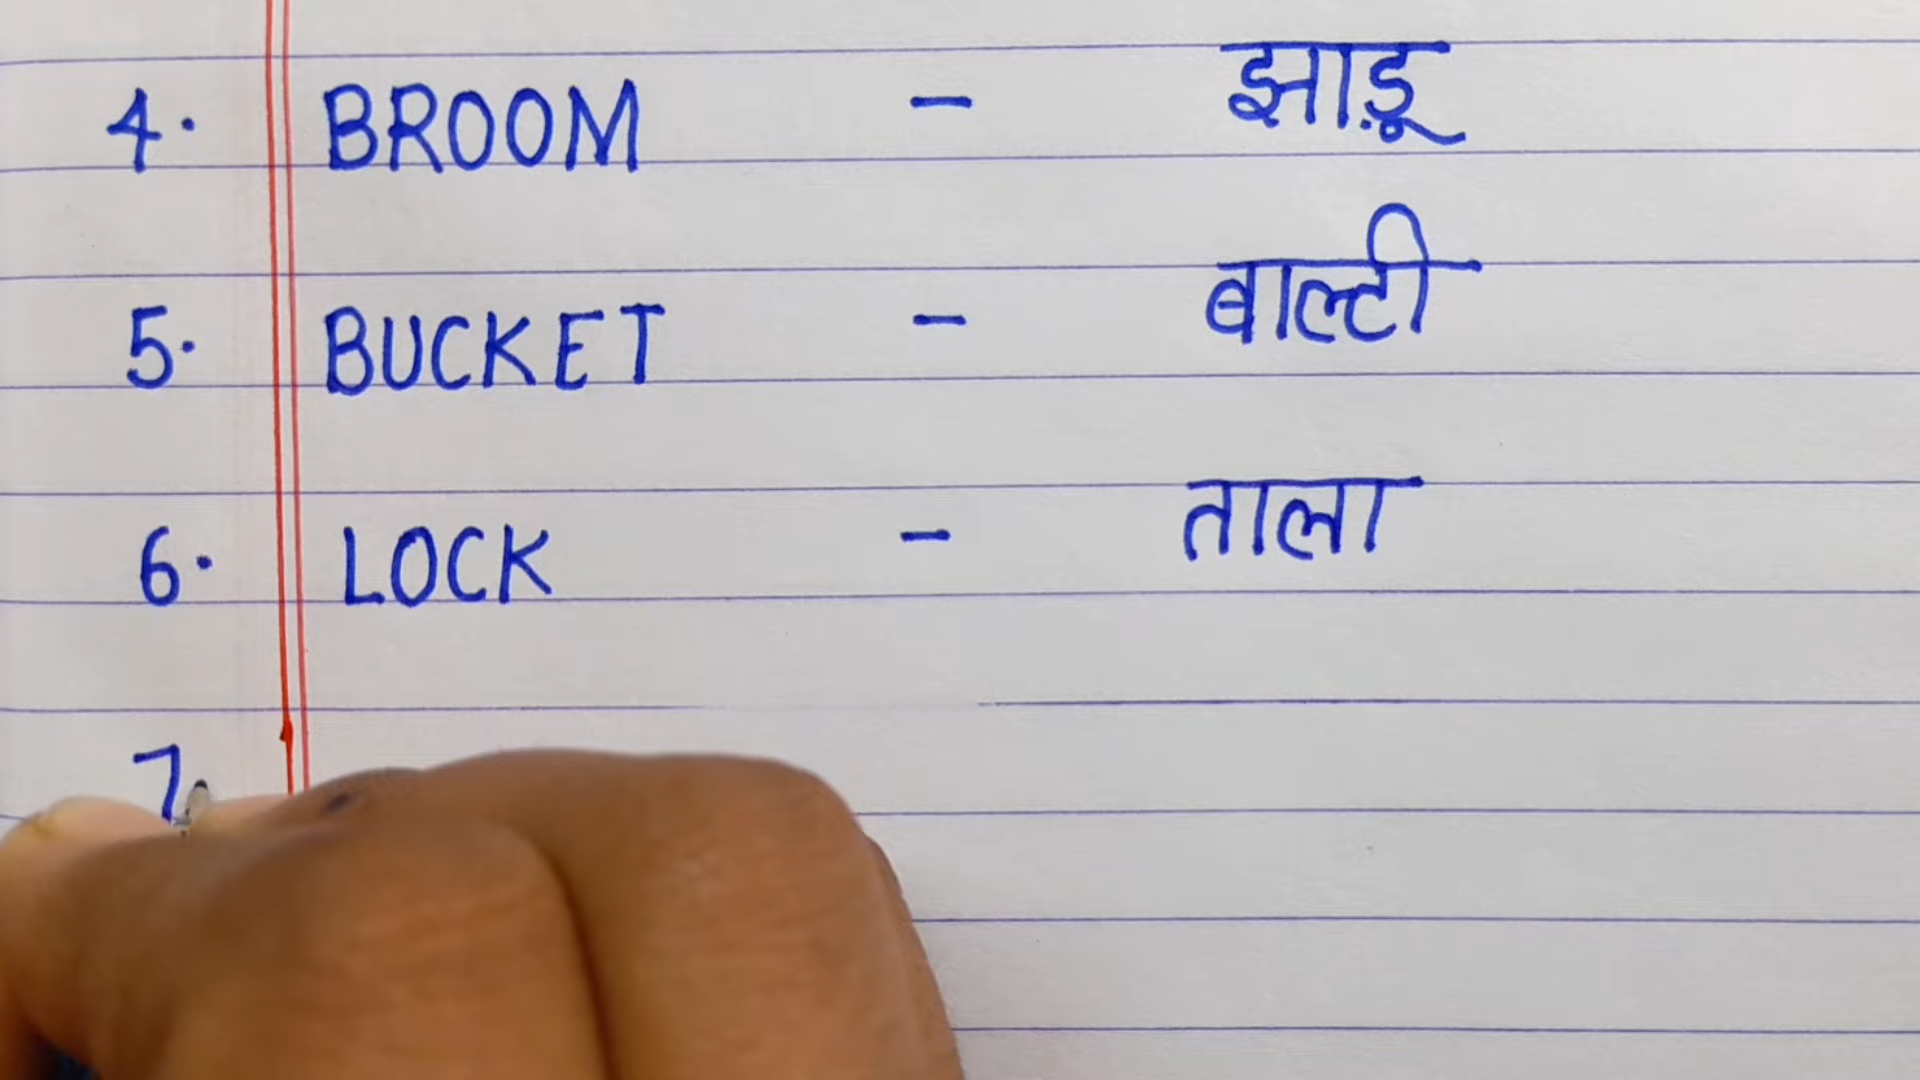 4. BROOM - झाड़ू
5. BUCKET - बाल्टी
6. LOCK - ताला
7.